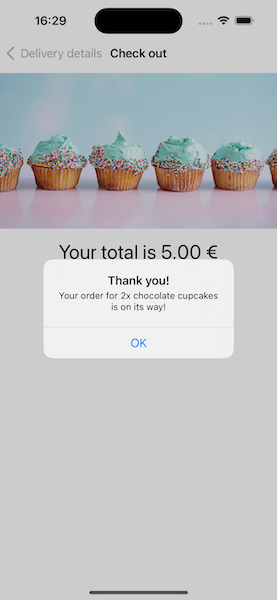 16:29
Delivery details Check out
Your total is 5,00 €
Thank you!
Your order for 2x chocolate cupcakes
is on its way!
OK